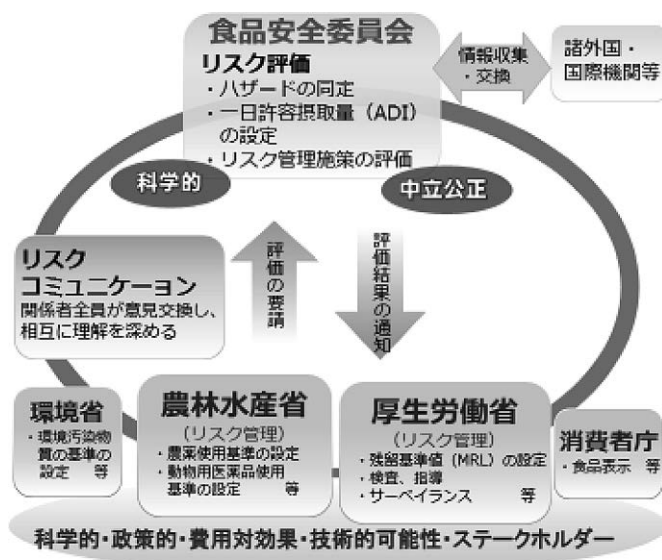 食品安全委員会
リスク評価
・ハザードの同定
・一日許容摂取量（ADI）
の設定
・リスク管理施策の評価
情報収集
・交換
諸外国・
国際機関等
科学的
中立公正
リスク
コミュニケーション
関係者全員が意見交換し、
相互に理解を深める
評価の要請
評価結果の通知
環境省
・環境汚染物
質の基準の
設定　等
農林水産省
（リスク管理）
・農薬使用基準の設定
・動物用医薬品使用
基準の設定　等
厚生労働省
（リスク管理）
・残留基準値（MRL）の設定
・検査、指導
・サーベイランス　等
消費者庁
・食品表示　等
科学的・政策的・費用対効果・技術的可能性・ステークホルダー